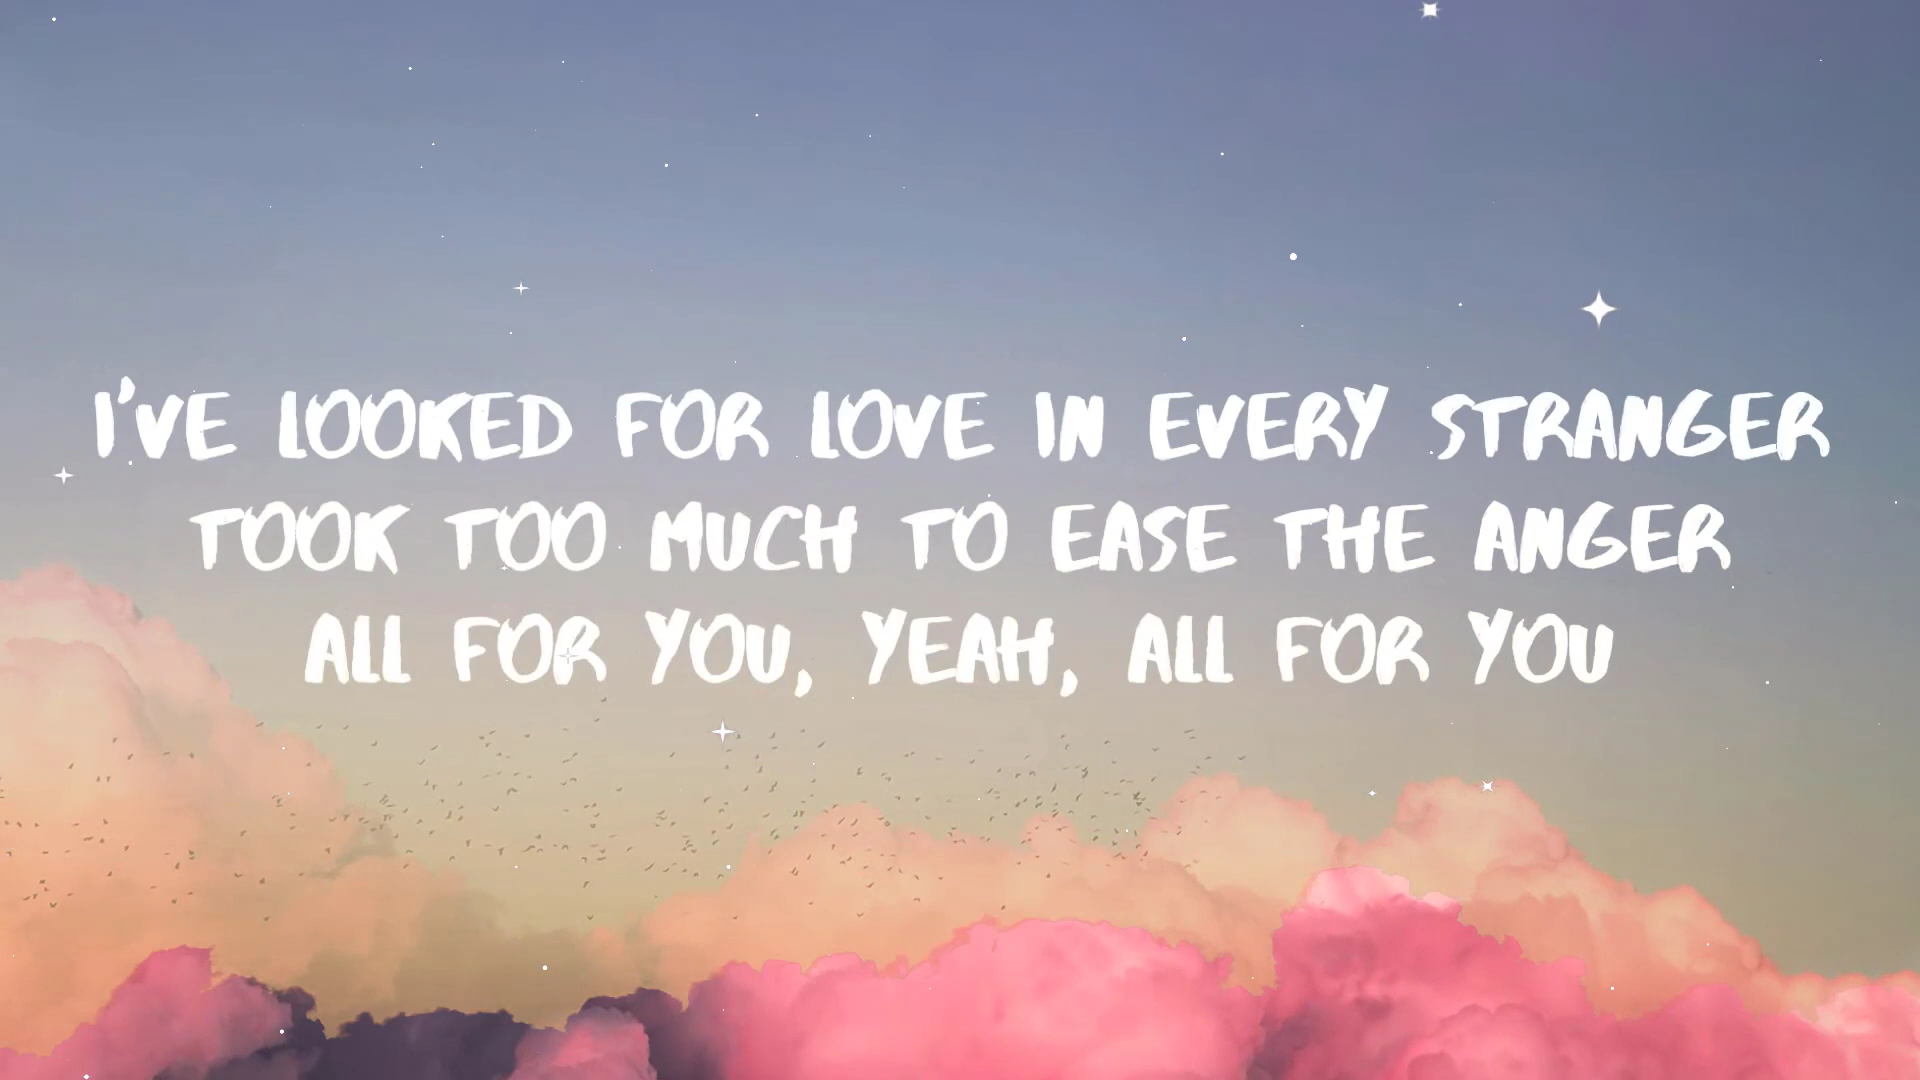 I'VE LOOKED FOR LOVE IN EVERY STRANGER
TOOK TOO MUCH TO EASE THE ANGER
ALL FOR YOU, YEAH, ALL FOR YOU